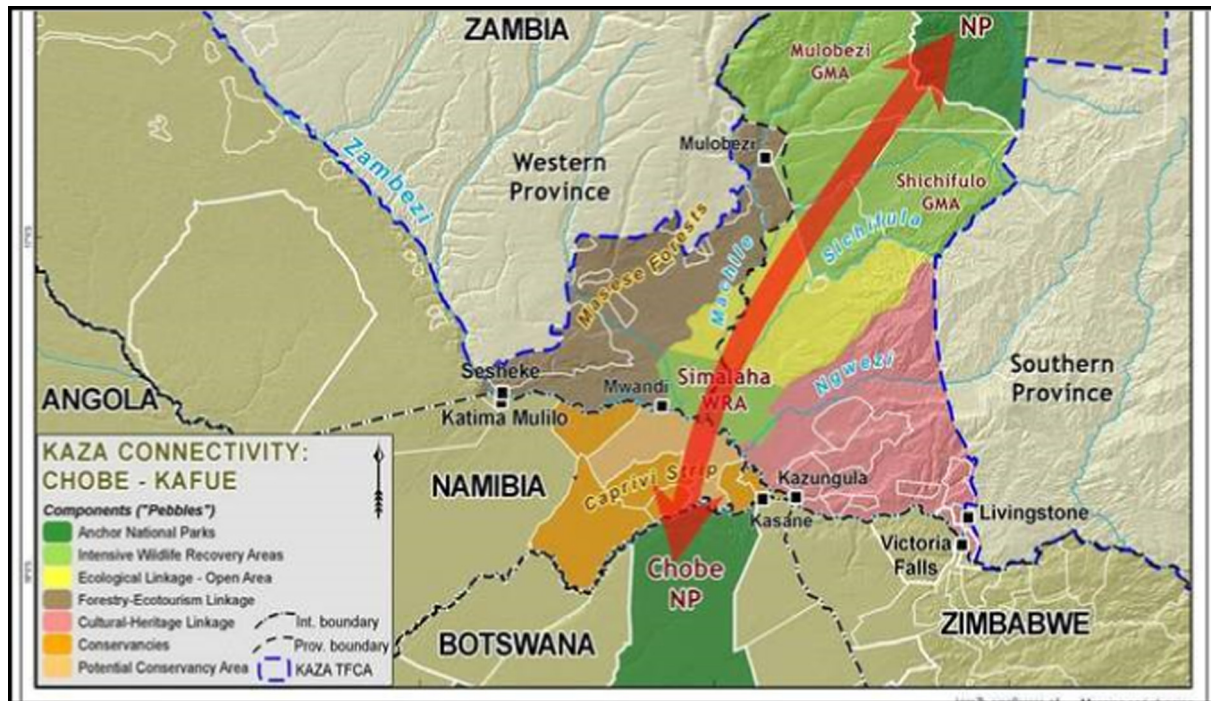 ZAMBIA
NP
Mulobezi
GMA
Mulobezi
Zambezi
Western
Province
Shichifulo
GMA
Sichifula
Masese Forests
Machile
Ngwezi
Southern
Province
Sesheke
Mwandi
Simalaha
WRA
ANGOLA
Katima Mulilo
NAMIBIA
Caprivi Strip
Kazungula
Kasane
Livingstone
Victoria
Falls
Chobe
NP
BOTSWANA
ZIMBABWE
KAZA CONNECTIVITY:
CHOBE - KAFUE
Components ("Pebbles")
Anchor National Parks
Intensive Wildlife Recovery Areas
Ecological Linkage - Open Area
Forestry-Ecotourism Linkage
Cultural-Heritage Linkage
Conservancies
Potential Conservancy Area
Int. boundary
Prov. boundary
KAZA TFCA